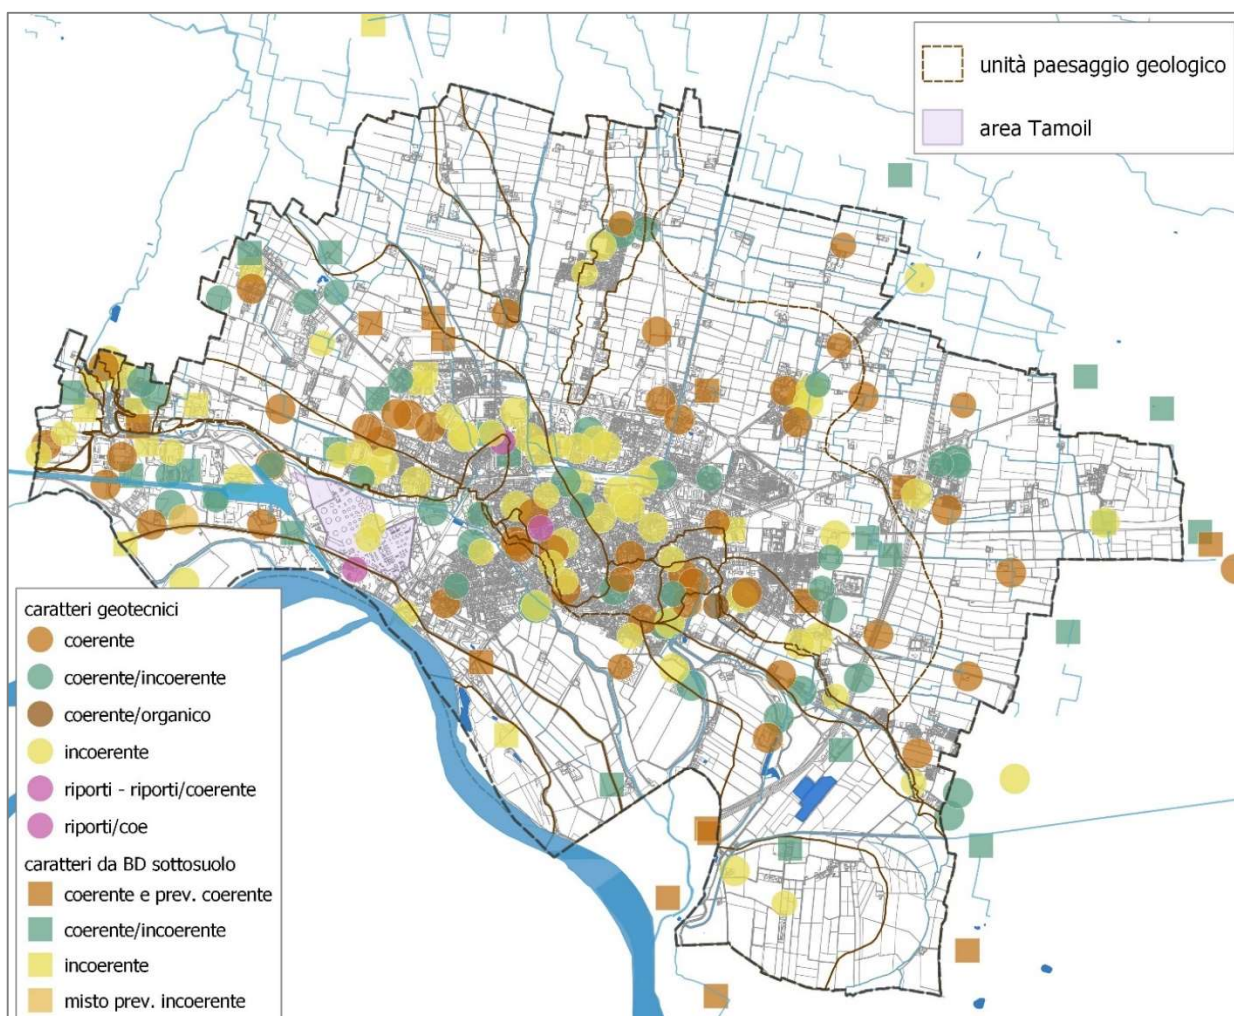 unità paesaggio geologico
area Tamoil
caratteri geotecnici
coerente
coerente/incoerente
coerente/organico
incoerente
riporti - riporti/coerente
riporti/coe
caratteri da BD sottosuolo
coerente e prev. coerente
coerente/incoerente
incoerente
misto prev. incoerente